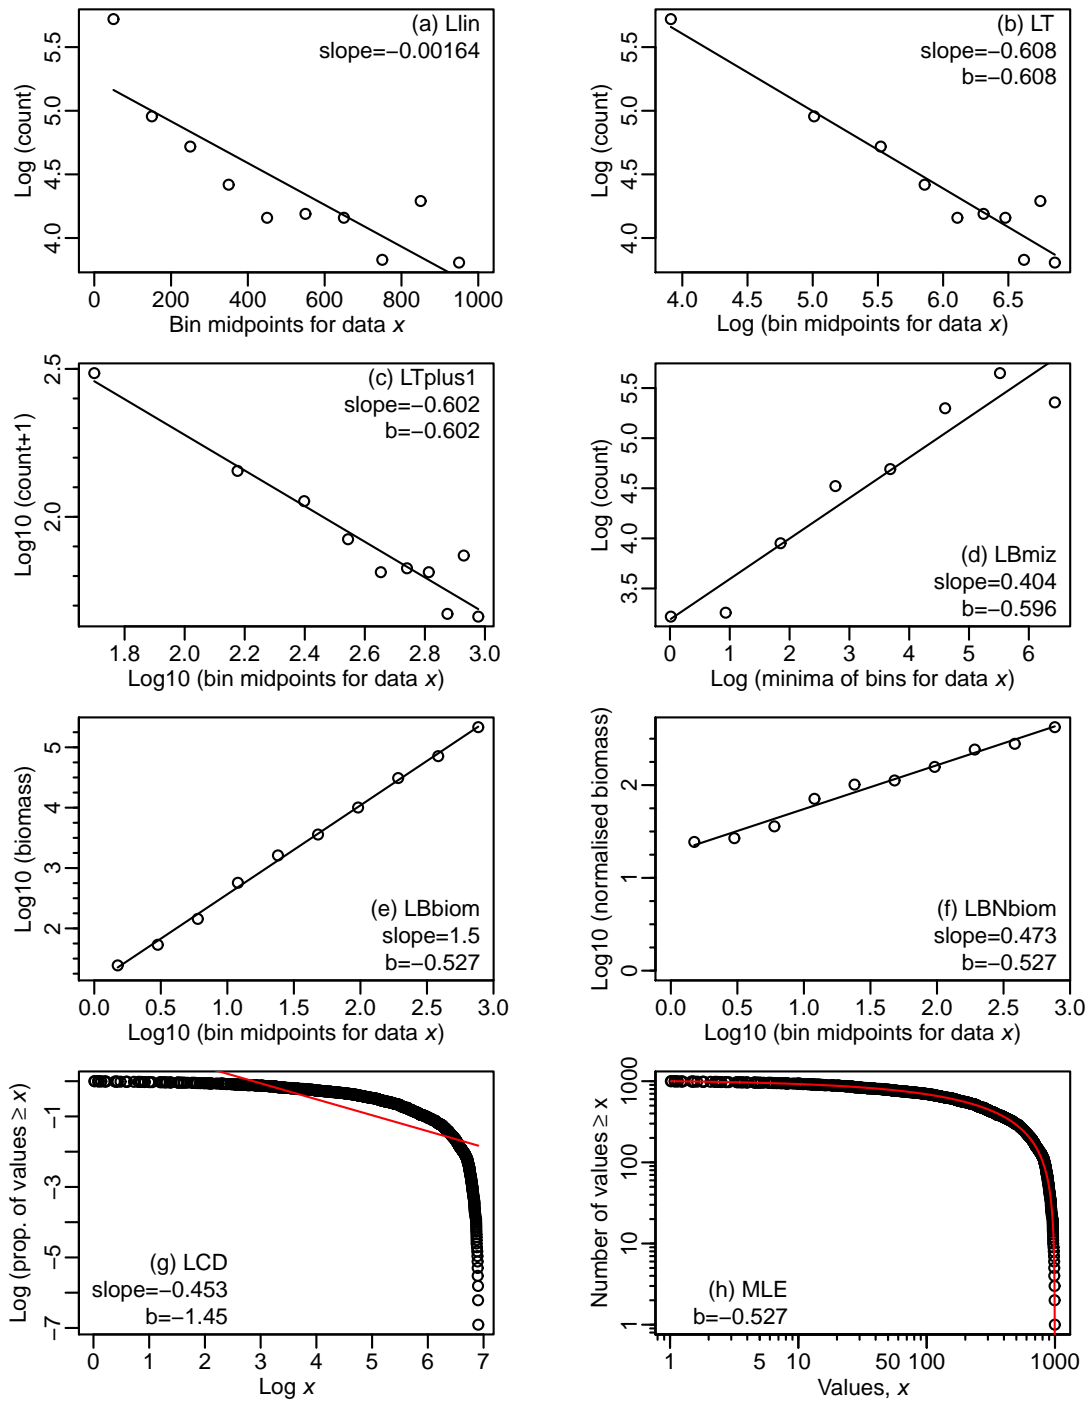 (a) Llin
slope=−0.00164
Log (count)
5.5
5.0
4.5
4.0
0 200 400 600 800 1000
Bin midpoints for data x
(b) LT
slope=−0.608
b=−0.608
Log (count)
5.5
5.0
4.5
4.0
4.0 4.5 5.0 5.5 6.0 6.5
Log (bin midpoints for data x)
(c) LTplus1
slope=−0.602
b=−0.602
Log10 (count+1)
2.5
2.0
1.8 2.0 2.2 2.4 2.6 2.8 3.0
Log10 (bin midpoints for data x)
(d) LBmiz
slope=0.404
b=−0.596
Log (count)
5.5
5.0
4.5
4.0
3.5
0 1 2 3 4 5 6
Log (minima of bins for data x)
(e) LBbiom
slope=1.5
b=−0.527
Log10 (biomass)
5
4
3
2
0.0 0.5 1.0 1.5 2.0 2.5 3.0
Log10 (bin midpoints for data x)
(f) LBNbiom
slope=0.473
b=−0.527
Log10 (normalised biomass)
2
1
0
0.0 0.5 1.0 1.5 2.0 2.5 3.0
Log10 (bin midpoints for data x)
(g) LCD
slope=−0.453
b=−1.45
Log (prop. of values ≥ x)
−1
−3
−5
−7
0 1 2 3 4 5 6 7
Log x
(h) MLE
b=−0.527
Number of values ≥ x
1000
100
10
1
1 5 10 50 100 1000
Values, x